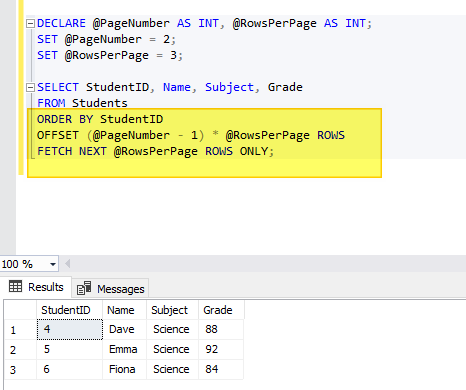 DECLARE @PageNumber AS INT, @RowsPerPage AS INT;
SET @PageNumber = 2;
SET @RowsPerPage = 3;
SELECT StudentID, Name, Subject, Grade
FROM Students
ORDER BY StudentID
OFFSET (@PageNumber - 1) * @RowsPerPage ROWS
FETCH NEXT @RowsPerPage ROWS ONLY;
100 %
Results Messages
StudentID Name Subject Grade
1 4 Dave Science 88
2 5 Emma Science 92
3 6 Fiona Science 84